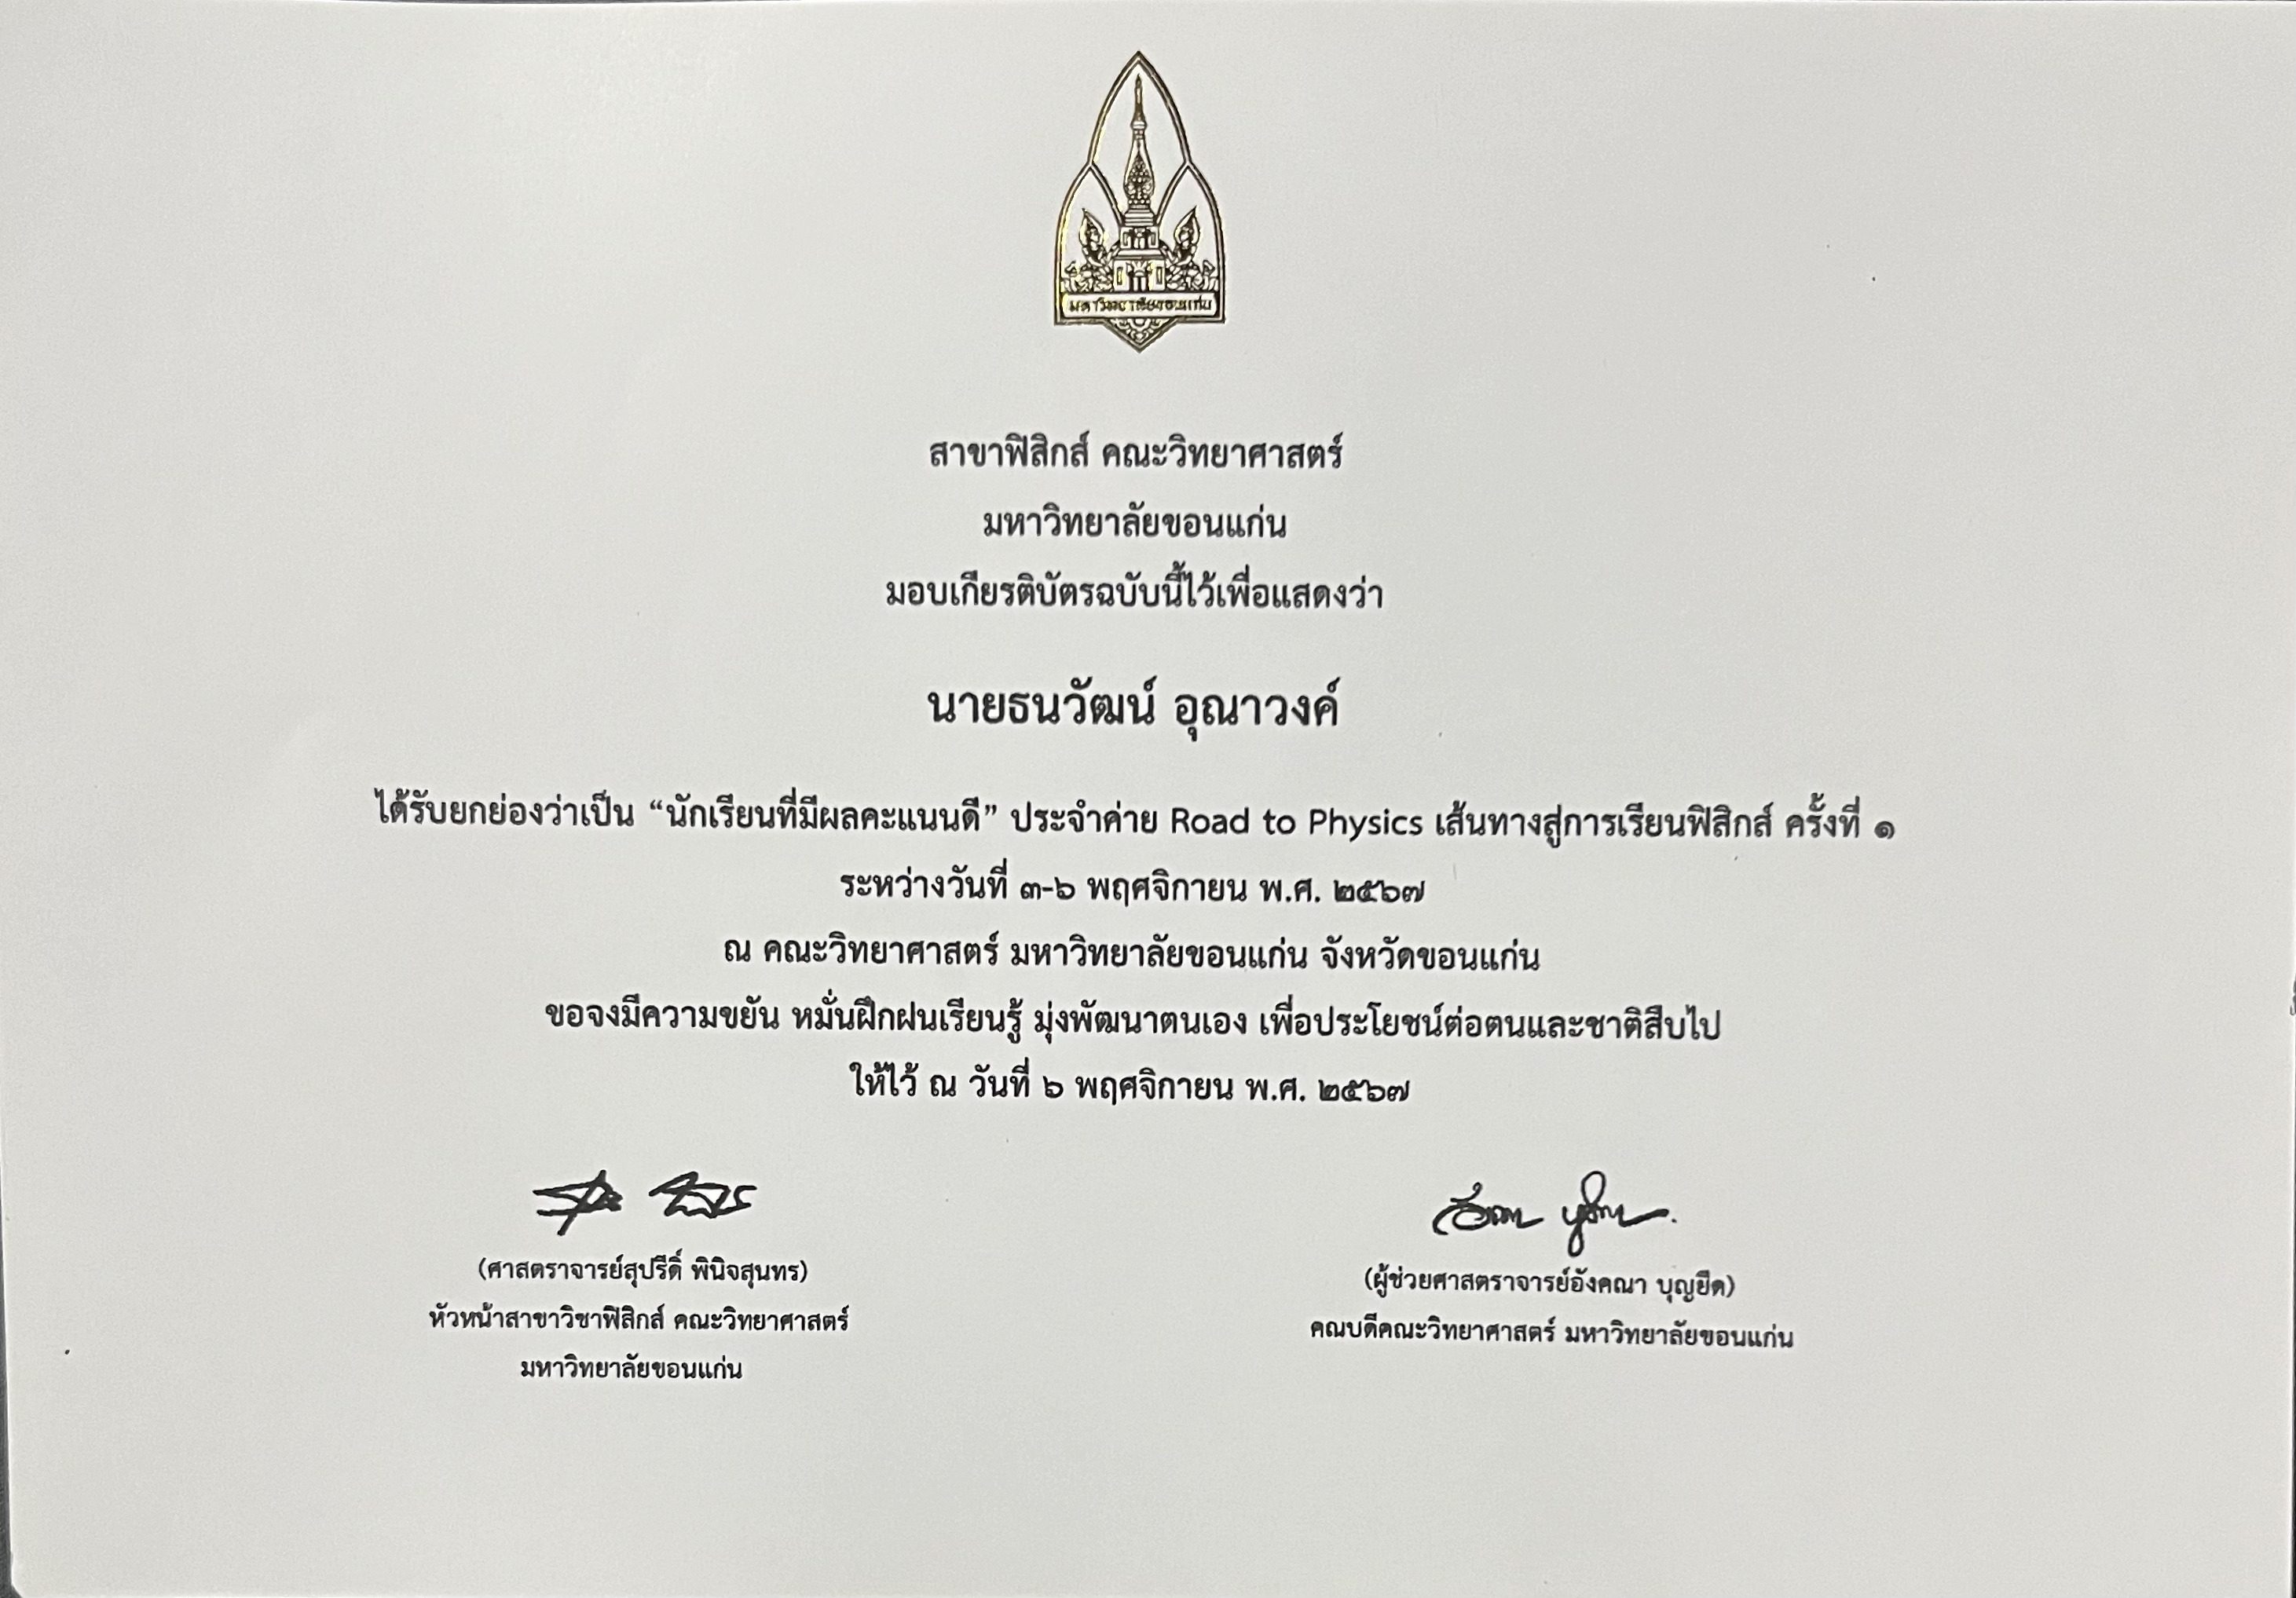 มหาวิทยาลัยขอนแก่น
สาขาฟิสิกส์ คณะวิทยาศาสตร์
มหาวิทยาลัยขอนแก่น
มอบเกียรติบัตรฉบับนี้ไว้เพื่อแสดงว่า
นายธนวัฒน์ อุณาวงค์
ได้รับยกย่องว่าเป็น “นักเรียนที่มีผลคะแนนดี” ประจำค่าย Road to Physics เส้นทางสู่การเรียนฟิสิกส์ ครั้งที่ ๑
ระหว่างวันที่ ๓-๖ พฤศจิกายน พ.ศ. ๒๕๖๗
ณ คณะวิทยาศาสตร์ มหาวิทยาลัยขอนแก่น จังหวัดขอนแก่น
ขอจงมีความขยัน หมั่นฝึกฝนเรียนรู้ มุ่งพัฒนาตนเอง เพื่อประโยชน์ต่อตนและชาติสืบไป
ให้ไว้ ณ วันที่ ๖ พฤศจิกายน พ.ศ. ๒๕๖๗
(ศาสตราจารย์สุปรีดิ์ พินิจสุนทร)
หัวหน้าสาขาวิชาฟิสิกส์ คณะวิทยาศาสตร์
มหาวิทยาลัยขอนแก่น
(ผู้ช่วยศาสตราจารย์อังคณา บุญยืด)
คณบดีคณะวิทยาศาสตร์ มหาวิทยาลัยขอนแก่น